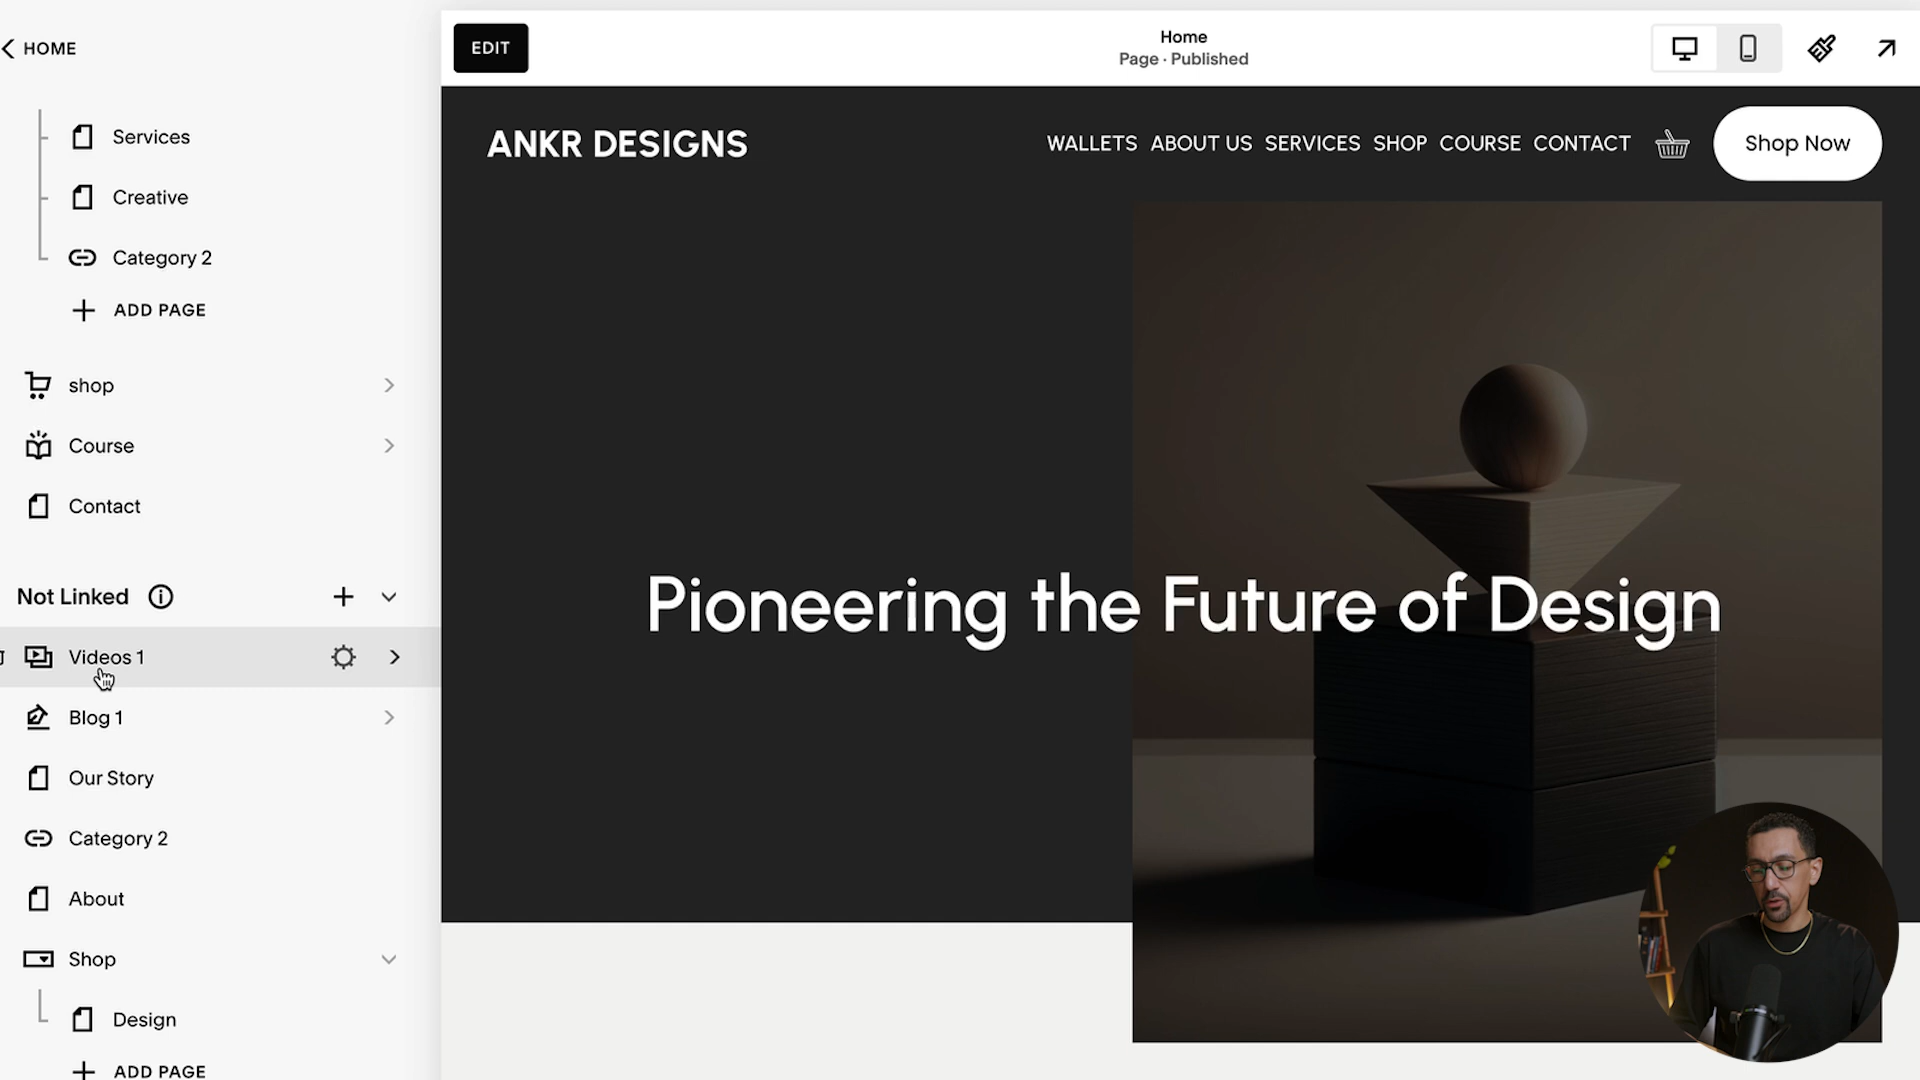 HOME
Services
Creative
Category 2
ADD PAGE
shop
Course
Contact
Not Linked
Videos 1
Blog 1
Our Story
Category 2
About
Shop
Design
ADD PAGE
EDIT
Home
Page · Published
ANKR DESIGNS
WALLETS ABOUT US SERVICES SHOP COURSE CONTACT
Shop Now
Pioneering the Future of Design